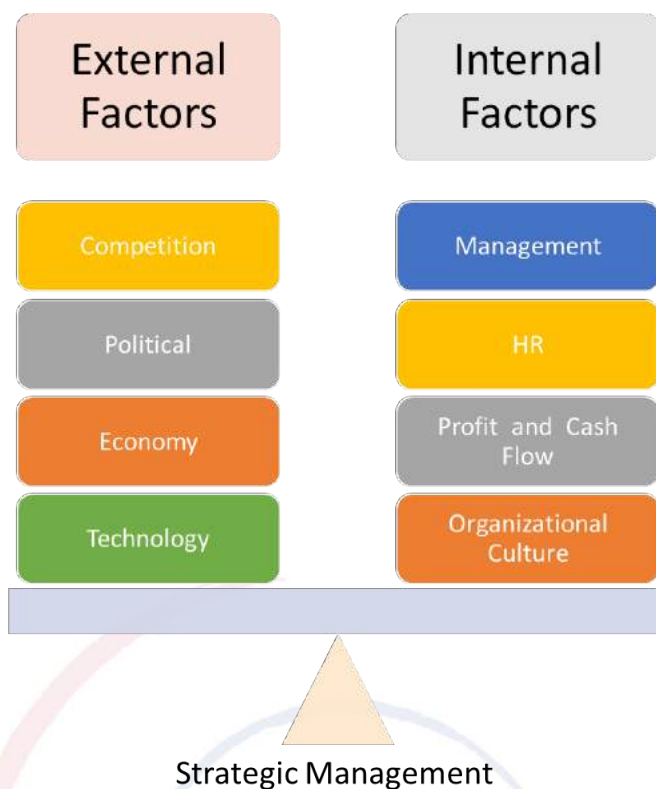 External
Factors
Internal
Factors
Competition
Political
Economy
Technology
Management
HR
Profit and Cash
Flow
Organizational
Culture
Strategic Management